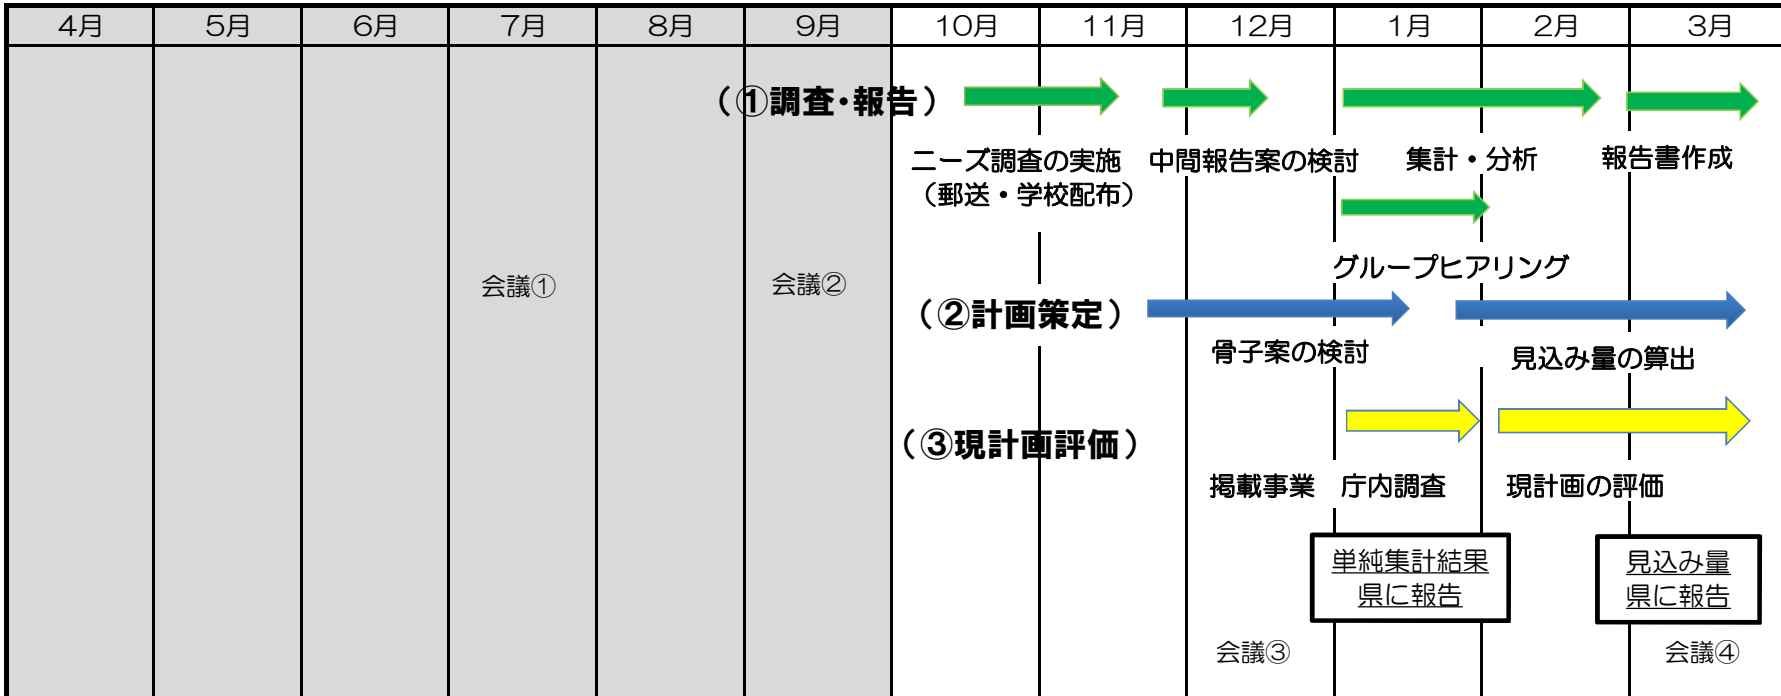 4月 5月 6月 7月 8月 9月 10月 11月 12月 1月 2月 3月
（①調査・報告）
ニーズ調査の実施 中間報告案の検討 集計・分析 報告書作成
（郵送・学校配布）
グループヒアリング
会議① 会議②
（②計画策定）
骨子案の検討 見込み量の算出
（③現計画評価）
掲載事業 庁内調査 現計画の評価
単純集計結果 見込み量
県に報告 県に報告
会議③ 会議④